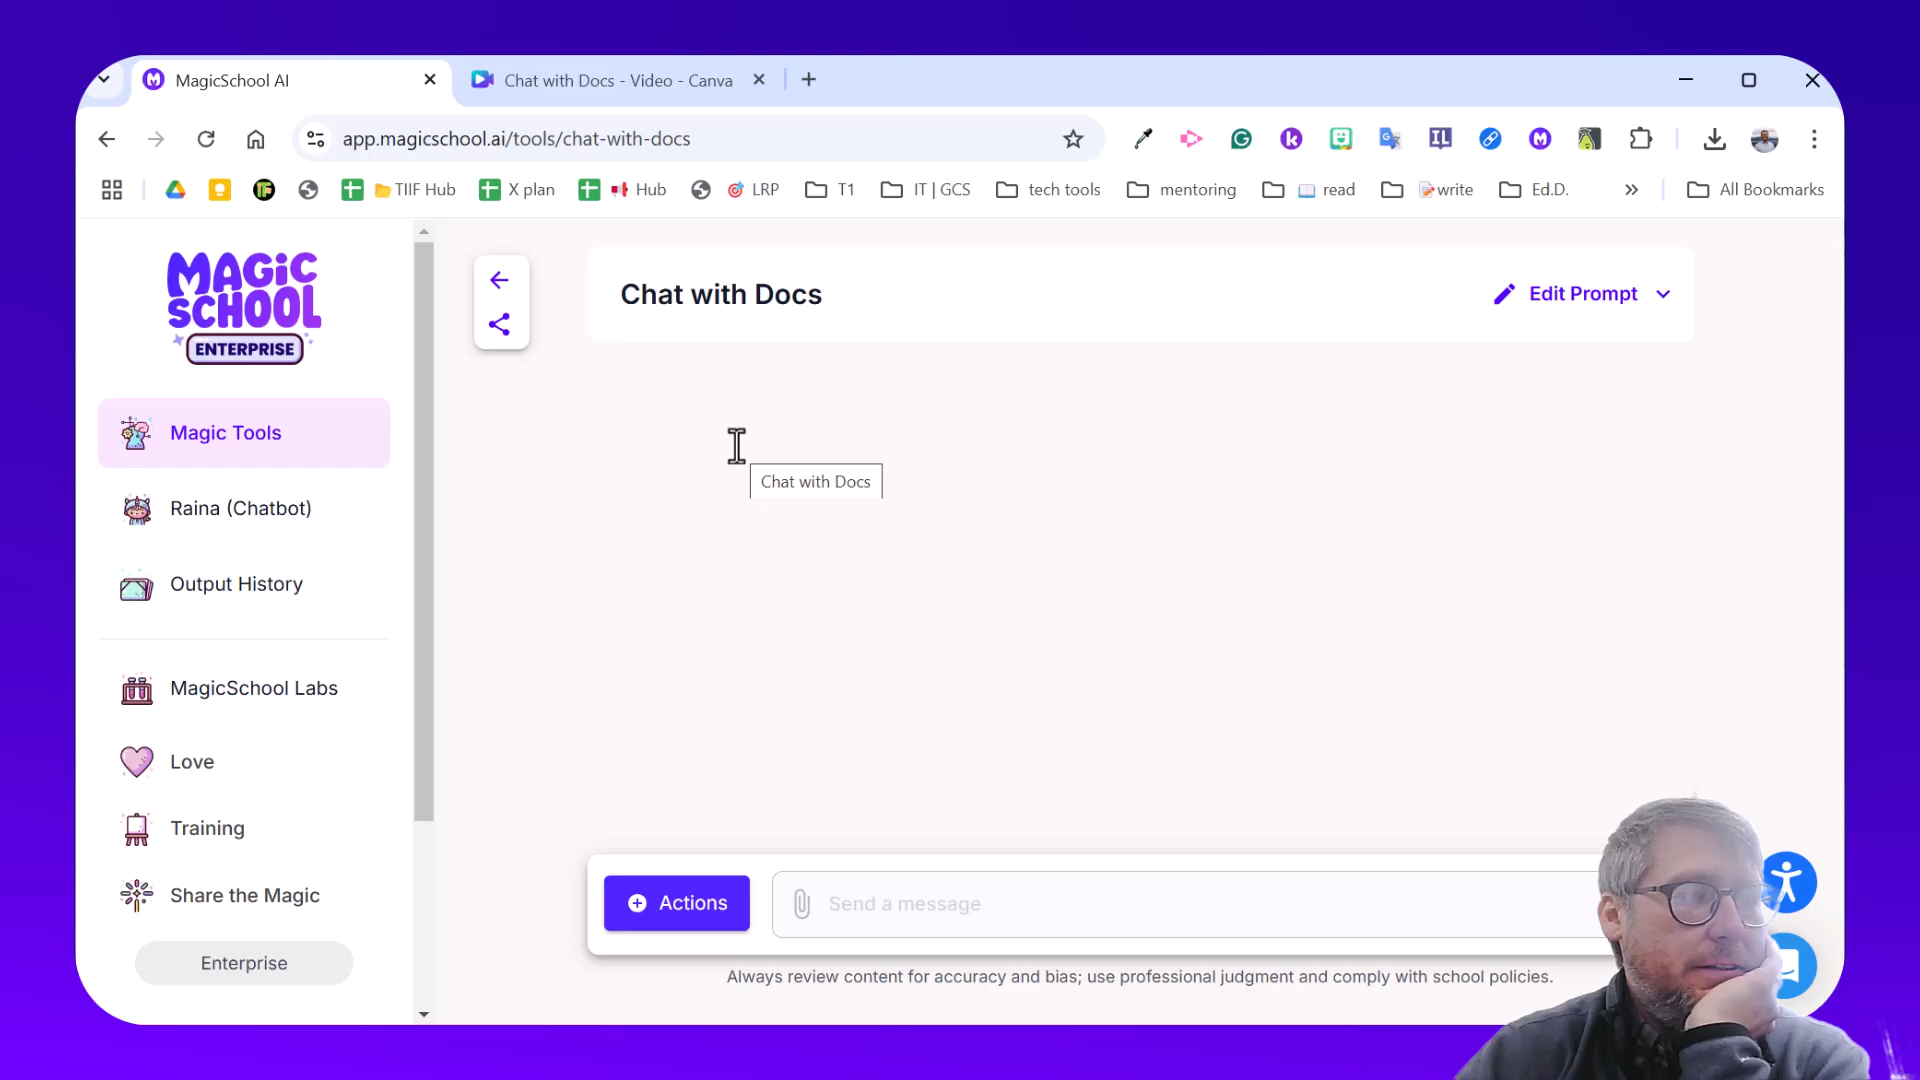 MagicSchool AI
Chat with Docs - Video - Canva
app.magicschool.ai/tools/chat-with-docs
IL
TF
TIIF Hub
X plan
Hub
LRP
T1
IT | GCS
tech tools
mentoring
read
write
Ed.D.
All Bookmarks
MAGiC
SCHOOL
ENTERPRISE
Magic Tools
Raina (Chatbot)
Output History
MagicSchool Labs
Love
Training
Share the Magic
Enterprise
Chat with Docs
Edit Prompt
Chat with Docs
Actions
Send a message
Always review content for accuracy and bias; use professional judgment and comply with school policies.